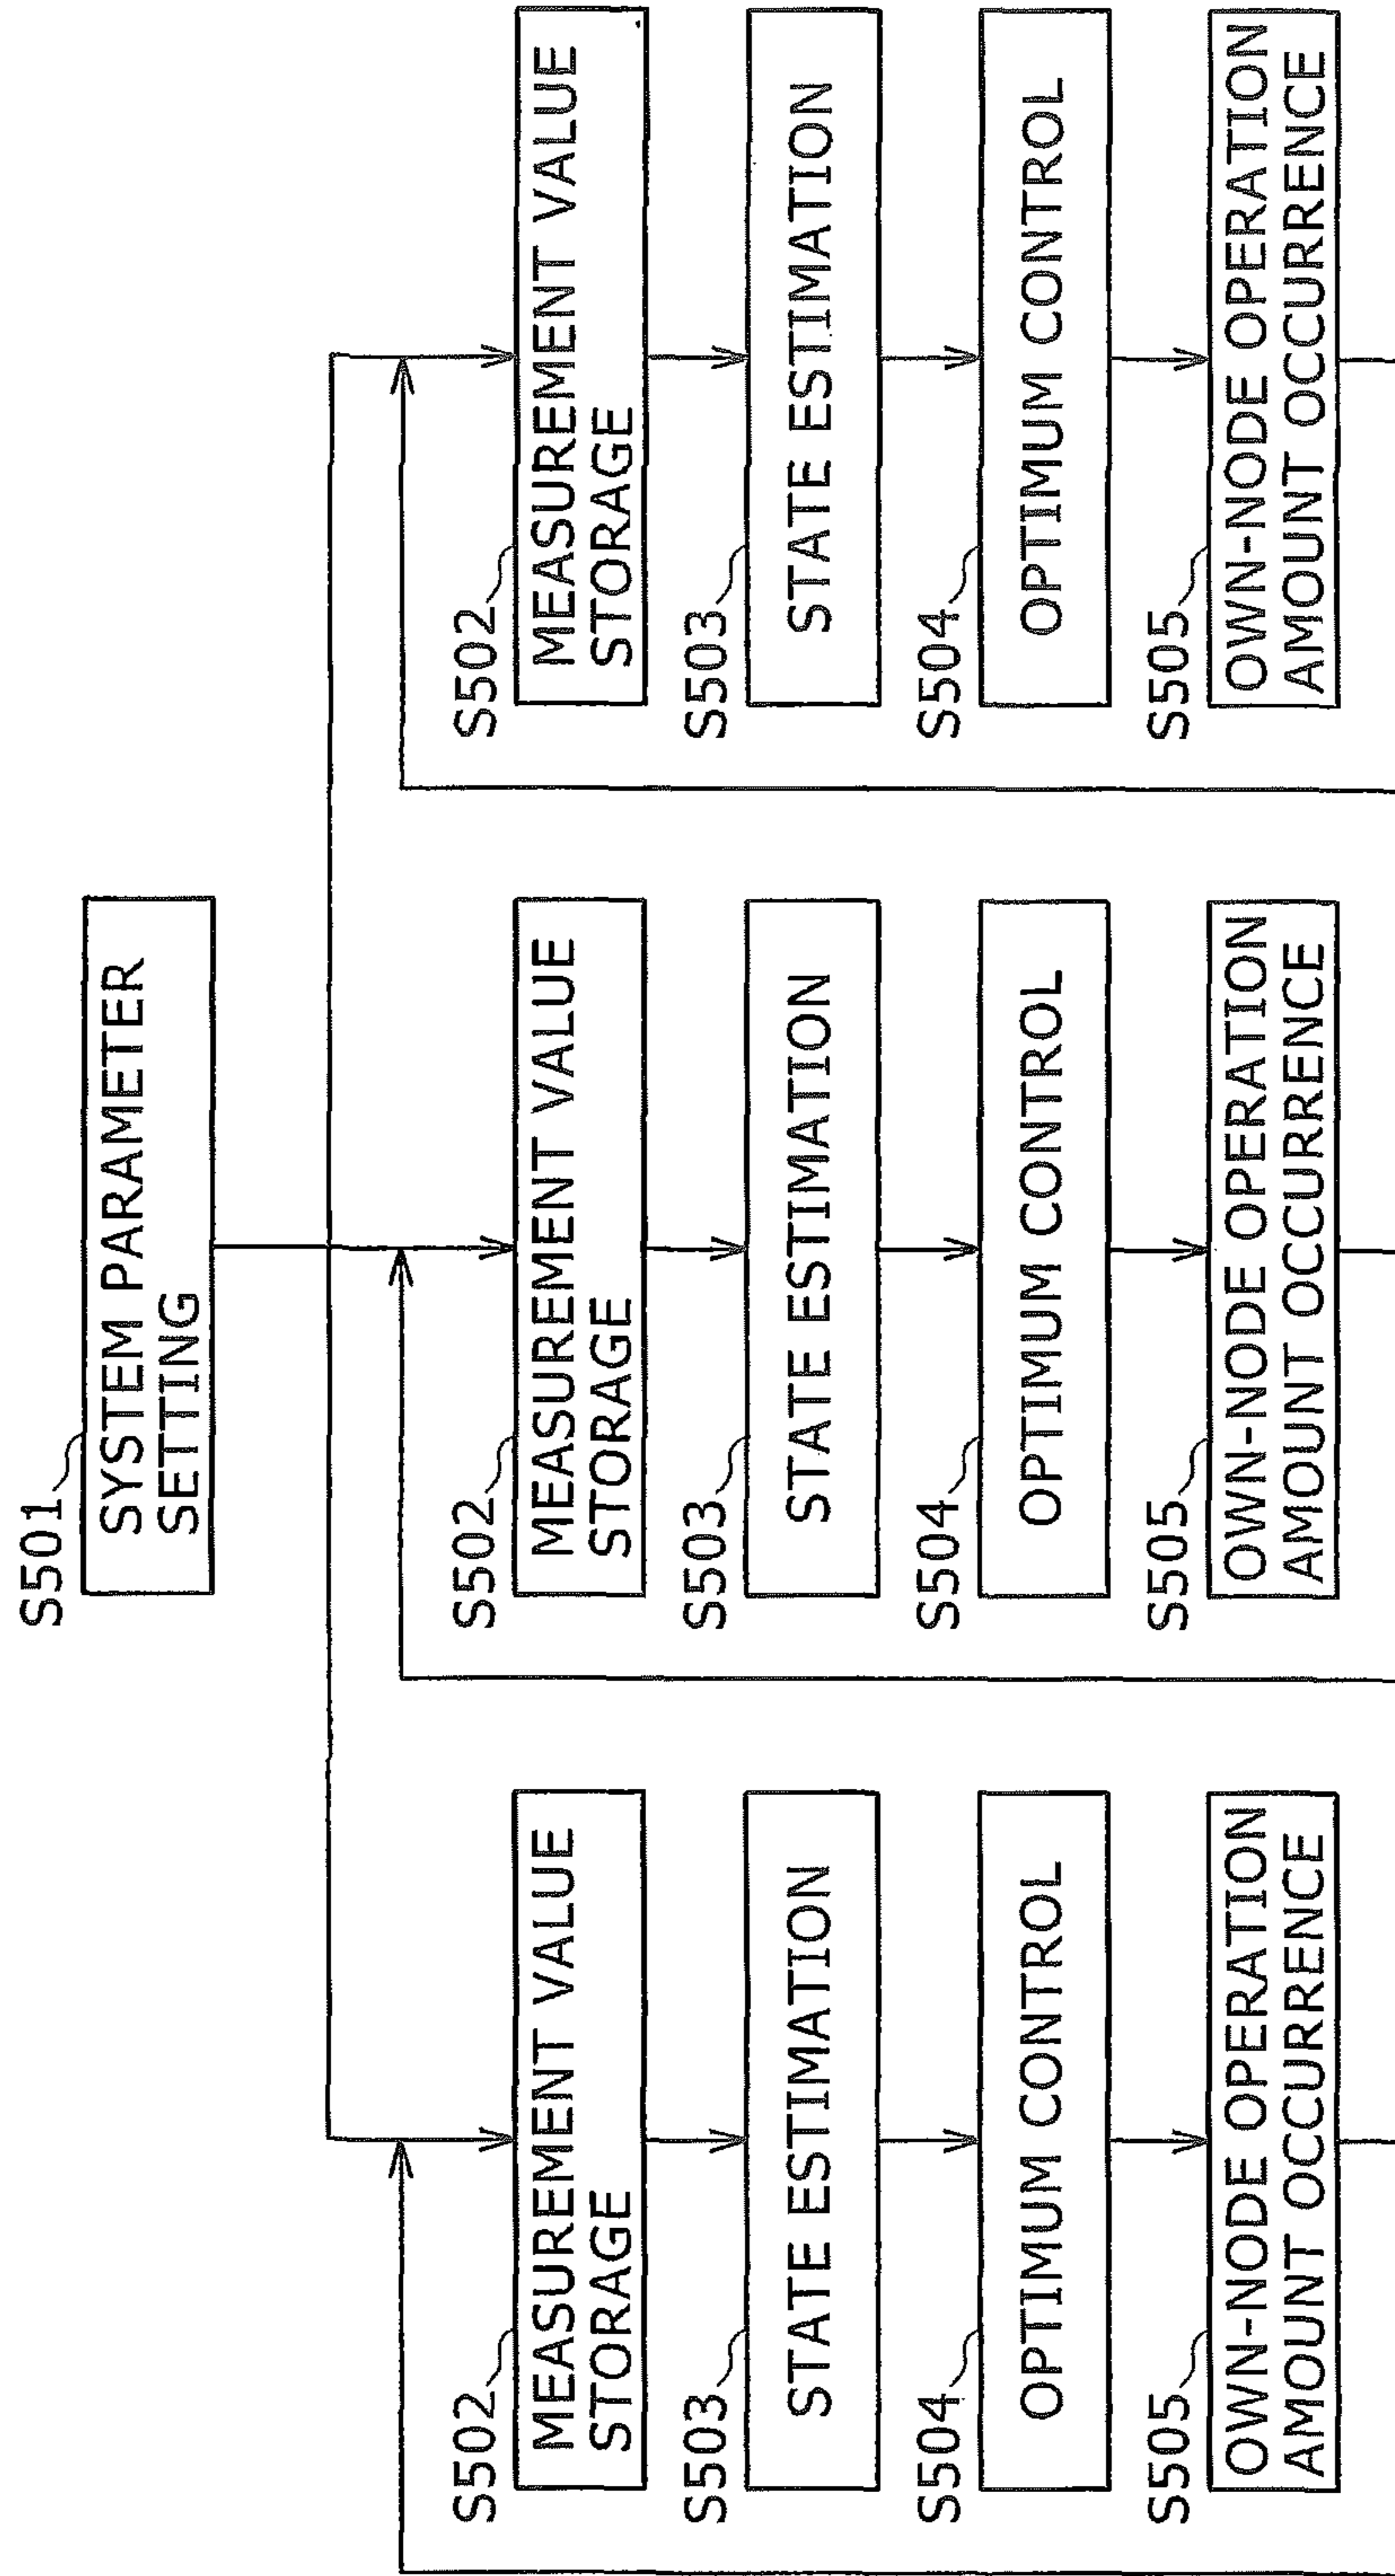 S501
SYSTEM PARAMETER
SETTING
S502
MEASUREMENT VALUE
STORAGE
S503
STATE ESTIMATION
S504
OPTIMUM CONTROL
S505
OWN-NODE OPERATION
AMOUNT OCCURRENCE
S502
MEASUREMENT VALUE
STORAGE
S503
STATE ESTIMATION
S504
OPTIMUM CONTROL
S505
OWN-NODE OPERATION
AMOUNT OCCURRENCE
S502
MEASUREMENT VALUE
STORAGE
S503
STATE ESTIMATION
S504
OPTIMUM CONTROL
S505
OWN-NODE OPERATION
AMOUNT OCCURRENCE